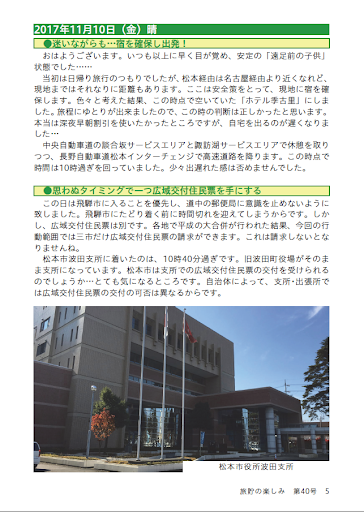 2017年11月10日（金）晴
●迷いながらも…宿を確保し出発！
おはようございます。いつも以上に早く目が覚め、安定の「遠足前の子供」
状態でした……
当初は日帰り旅行のつもりでしたが、松本経由は名古屋経由より近くなれど、
現地まではそれなりに距離もあります。ここは安全策をとって、現地に宿を確
保します。色々と考えた結果、この時点で空いていた「ホテル季古里」にしま
した。旅程にゆとりが出来ましたので、この時の判断は正しかったと思います。
本当は深夜早朝割引を使いたかったところですが、自宅を出るのが遅くなりま
した…
中央自動車道の談合坂サービスエリアと諏訪湖サービスエリアで休憩を取り
つつ、長野自動車道松本インターチェンジで高速道路を降ります。この時点で
時間は10時過ぎを回っていました。少々出遅れた感は否めませんでした。
●思わぬタイミングで一つ広域交付住民票を手にする
この日は飛騨市に入ることを優先し、道中の郵便局に意識を止めないように
致しました。飛騨市にたどり着く前に時間切れを迎えてしまうからです。しか
し、広域交付住民票は別です。各地で平成の大合併が行われた結果、今回の行
動範囲では三市だけ広域交付住民票の請求ができます。これは請求しないとな
りませんね。
松本市波田支所に着いたのは、10時40分過ぎです。旧波田町役場がそのま
ま支所になっています。松本市は支所での広域交付住民票の交付を受けられる
のでしょうか…とても気になるところです。自治体によって、支所・出張所で
は広域交付住民票の交付の可否は異なるからです。
松本市役所波田支所
旅貯の楽しみ　第40号　5